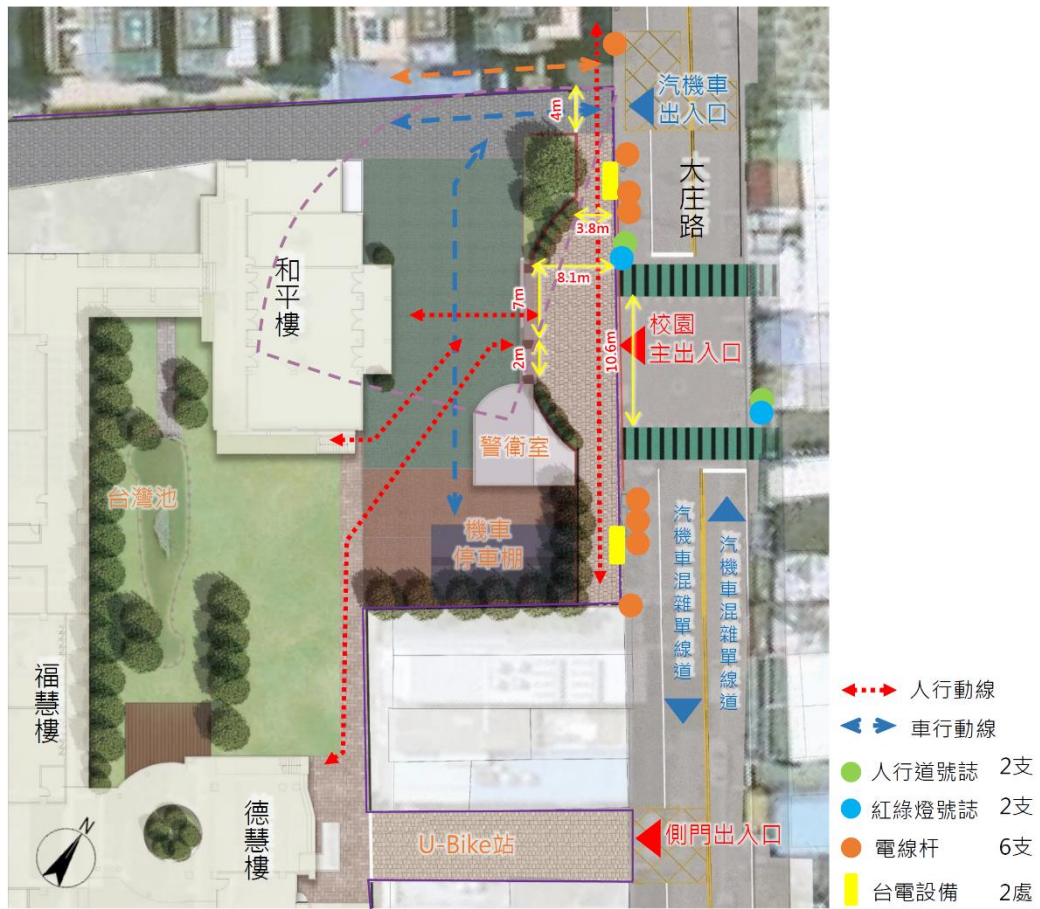 汽機車
出入口
4m
大庄路
3.8m
8.1m
和平樓
7m
校園
主出入口
10.6m
2m
警衛室
台灣池
機車
停車棚
汽機車混雜單線道
汽機車混雜單線道
福慧樓
人行動線
車行動線
人行道號誌 2支
紅綠燈號誌 2支
電線杆 6支
台電設備 2處
德慧樓
U-Bike站
側門出入口
N